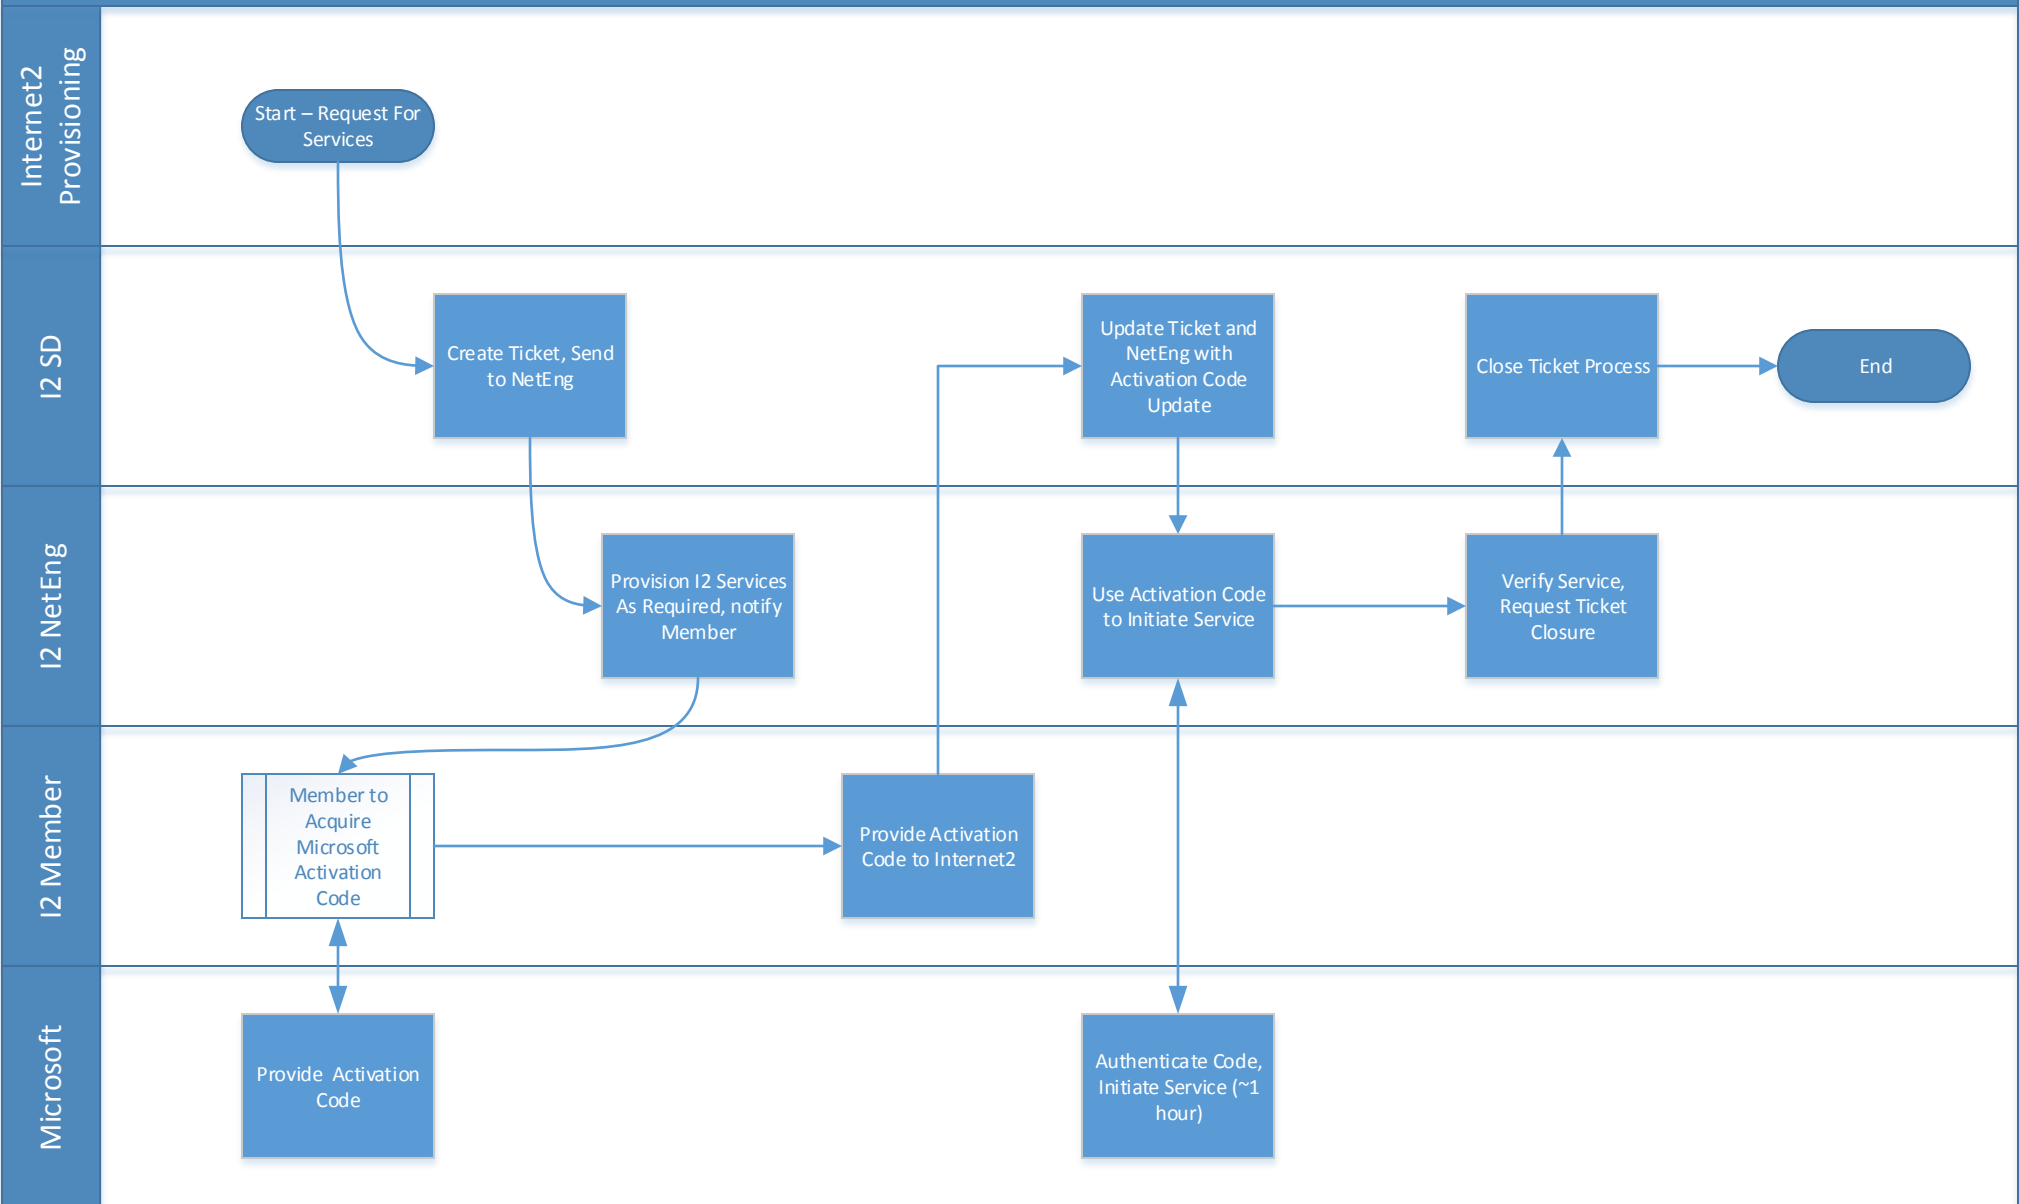 Internet2
Provisioning
Start – Request For
Services
I2 SD
Create Ticket, Send
to NetEng
Update Ticket and
NetEng with
Activation Code
Update
Close Ticket Process
End
I2 NetEng
Provision I2 Services
As Required, notify
Member
Use Activation Code
to Initiate Service
Verify Service,
Request Ticket
Closure
I2 Member
Member to
Acquire
Microsoft
Activation
Code
Provide Activation
Code to Internet2
Microsoft
Provide Activation
Code
Authenticate Code,
Initiate Service (~1
hour)